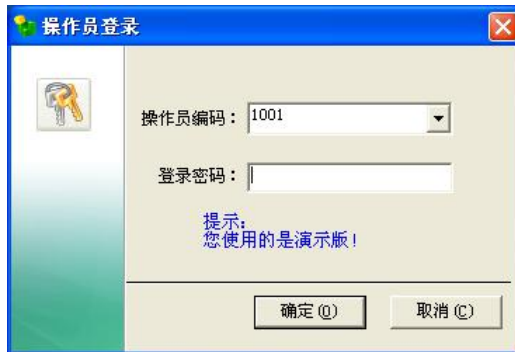 操作员登录
操作员编码：1001
登录密码：
提示：
您使用的是演示版！
确定(O) 取消(C)